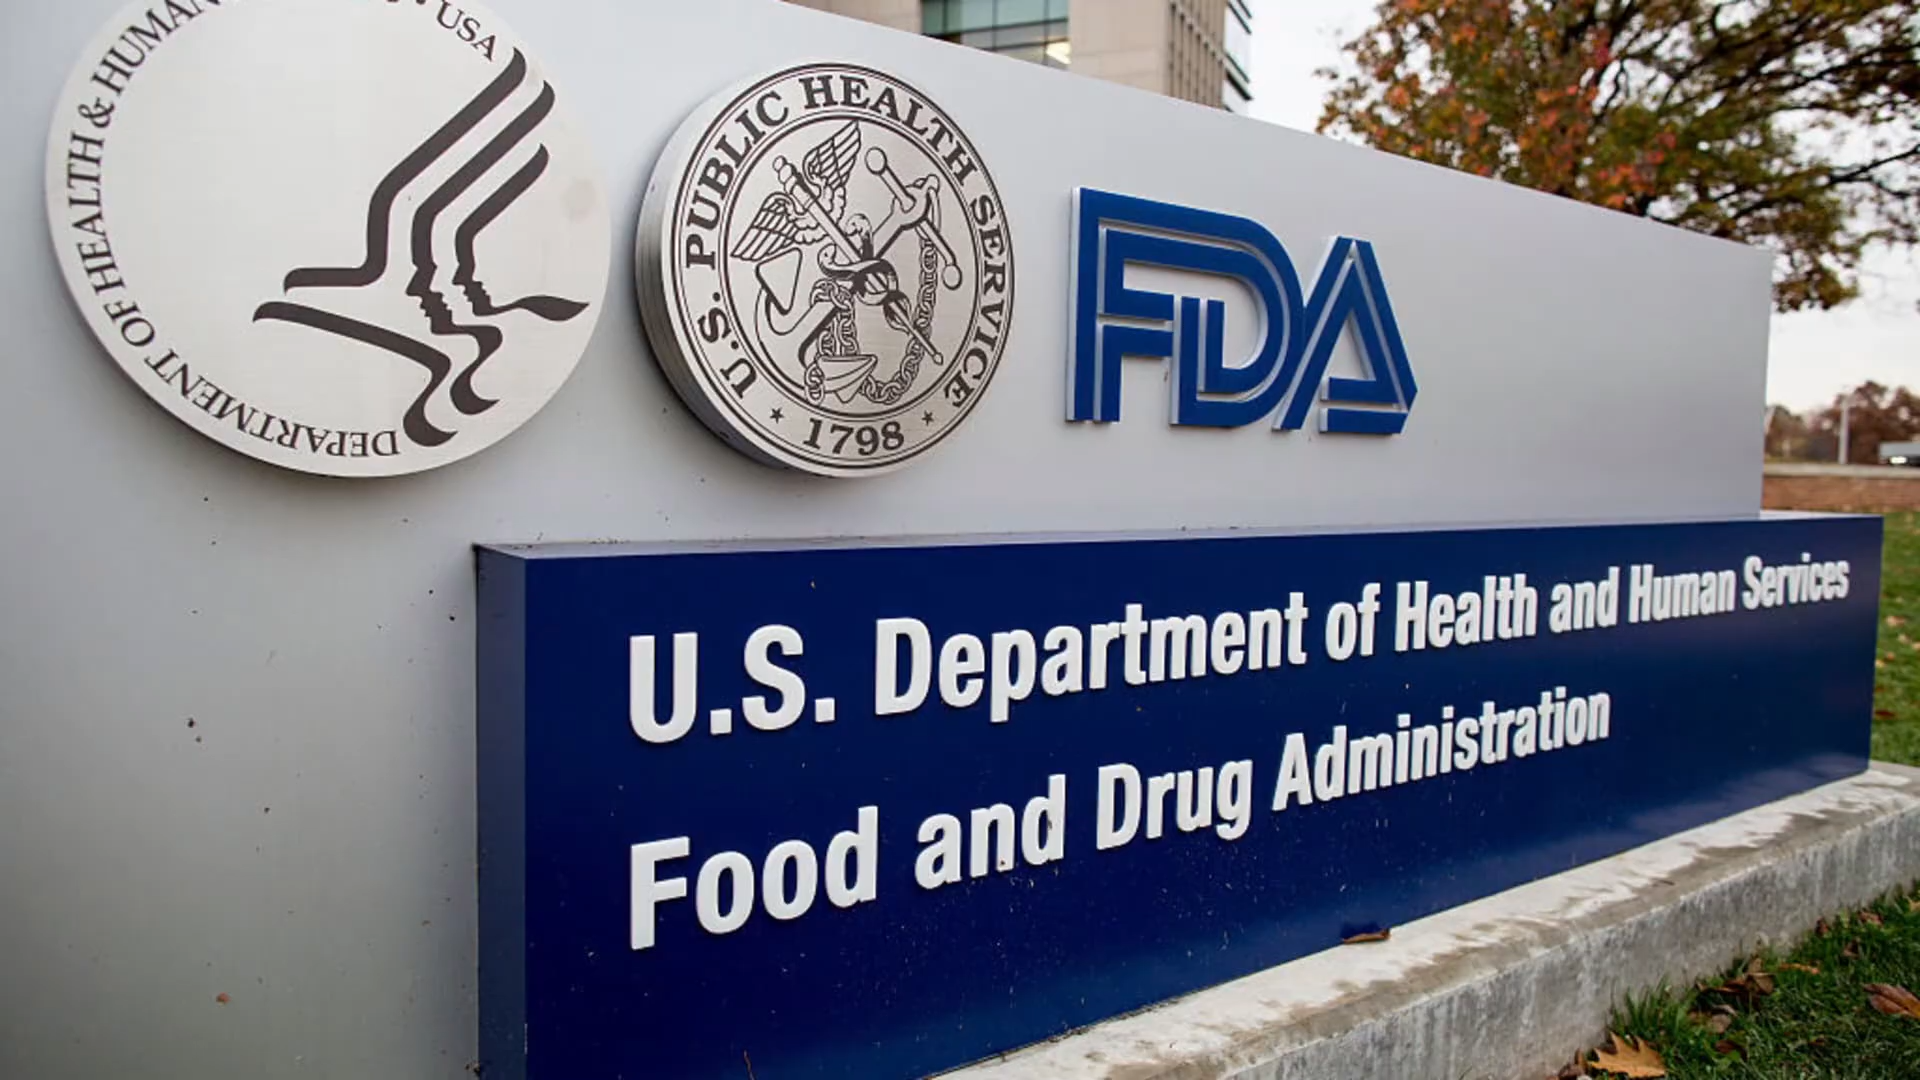 DEPARTMENT OF HEALTH & HUMAN
• USA
U.S. PUBLIC HEALTH SERVICE
★ 1798 ★
FDA
U.S. Department of Health and Human Services
Food and Drug Administration